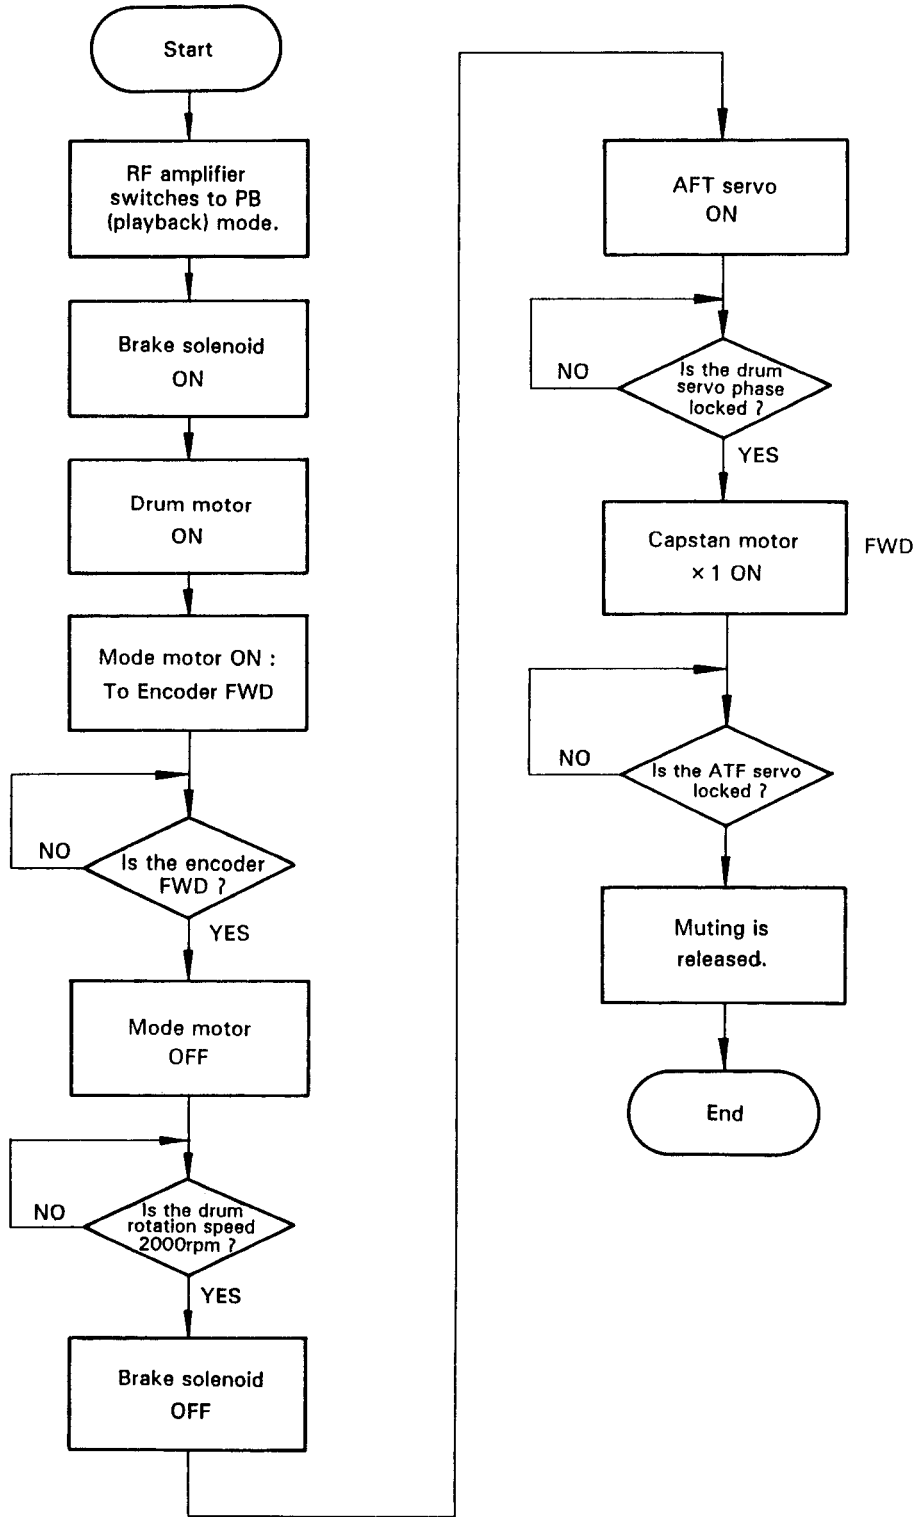 Start
RF amplifier
switches to PB
(playback) mode.
Brake solenoid
ON
Drum motor
ON
Mode motor ON :
To Encoder FWD
NO
Is the encoder
FWD ?
YES
Mode motor
OFF
NO
Is the drum
rotation speed
2000rpm ?
YES
Brake solenoid
OFF
AFT servo
ON
NO
Is the drum
servo phase
locked ?
YES
Capstan motor
× 1 ON
FWD
NO
Is the ATF servo
locked ?
Muting is
released.
End